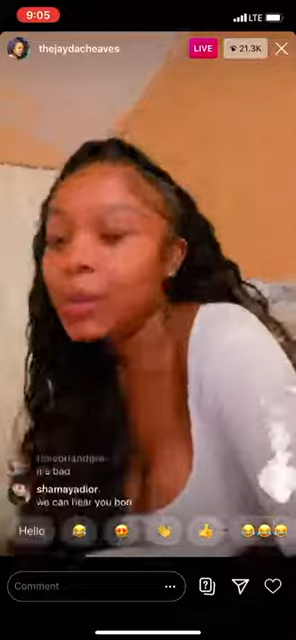 9:05
LTE
thejaydacheaves
LIVE
21.3K
it's bad
shamayadior.
we can hear you bon
Hello
Comment